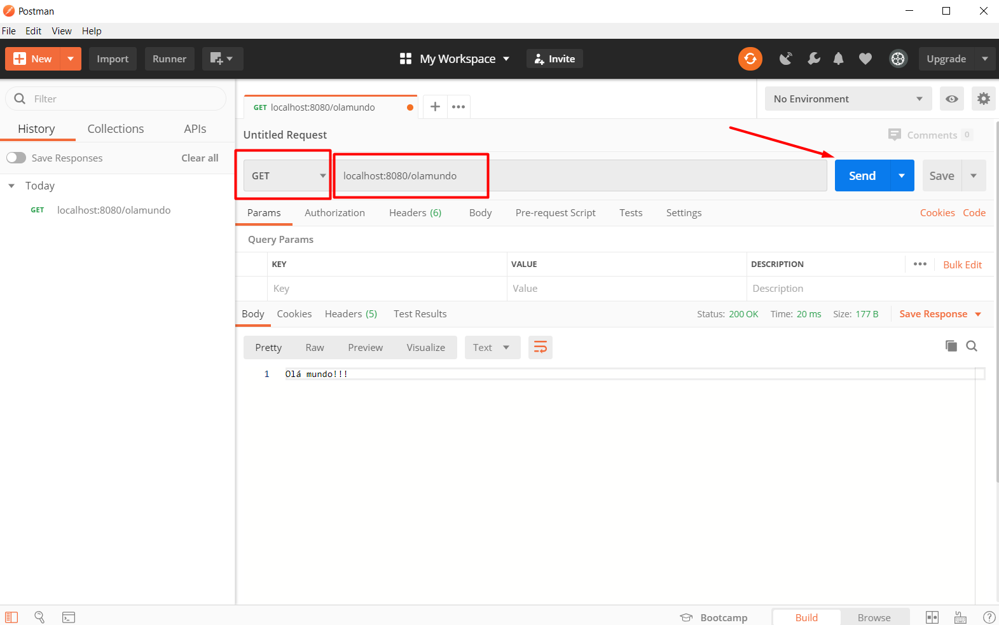 Postman
File Edit View Help
New Import Runner My Workspace Invite Upgrade
Filter
History Collections APIs
Save Responses Clear all
Today
GET localhost:8080/olamundo
GET localhost:8080/olamundo
No Environment
Untitled Request
Comments 0
GET localhost:8080/olamundo Send Save
Params Authorization Headers (6) Body Pre-request Script Tests Settings Cookies Code
Query Params
KEY VALUE DESCRIPTION Bulk Edit
Key Value Description
Body Cookies Headers (5) Test Results Status: 200 OK Time: 20 ms Size: 177 B Save Response
Pretty Raw Preview Visualize Text
1 Olá mundo!!!
Bootcamp Build Browse